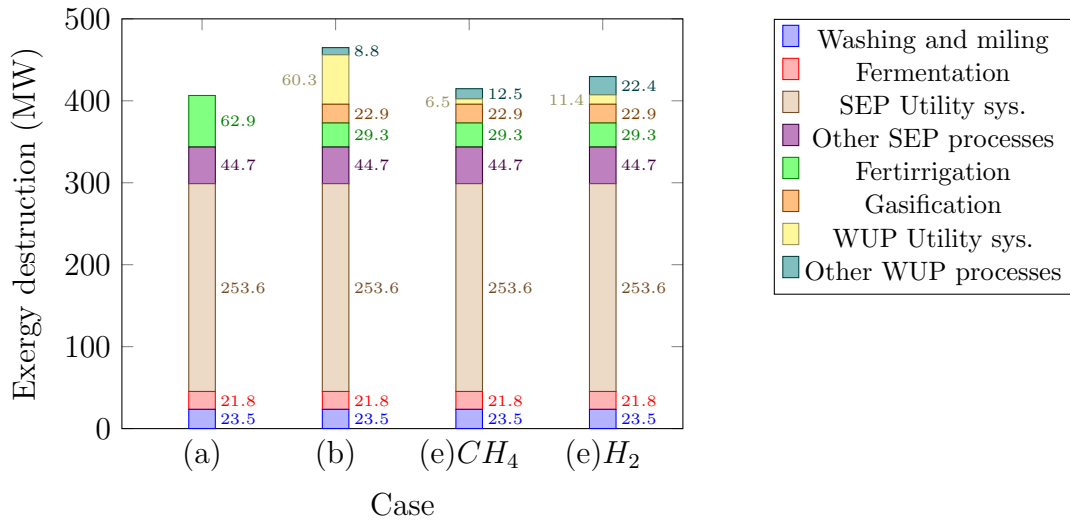 500
400
300
200
100
0
Exergy destruction (MW)
62.9
44.7
253.6
21.8
23.5
8.8
60.3
22.9
29.3
44.7
253.6
21.8
23.5
12.5
6.5
22.9
29.3
44.7
253.6
21.8
23.5
22.4
11.4
22.9
29.3
44.7
253.6
21.8
23.5
(a)
(b)
(e)CH₄
(e)H₂
Case
Washing and miling
Fermentation
SEP Utility sys.
Other SEP processes
Fertirrigation
Gasification
WUP Utility sys.
Other WUP processes